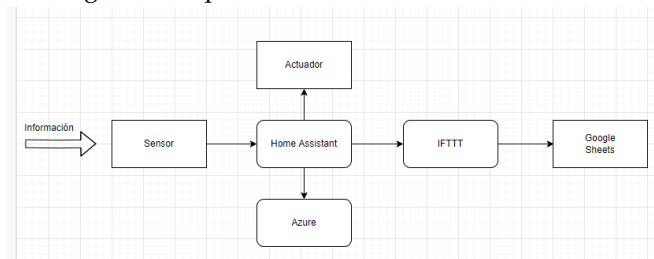 Actuador
Información
Sensor
Home Assistant
IFTTT
Google
Sheets
Azure